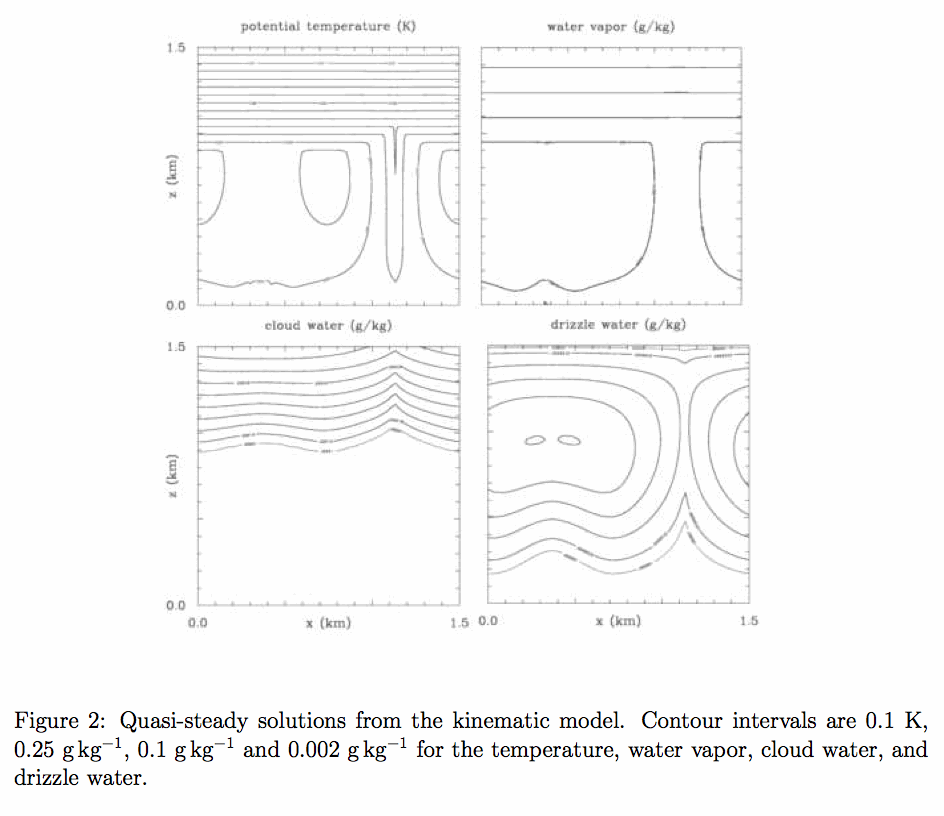 potential temperature (K)
water vapor (g/kg)
1.5
z (km)
0.0
cloud water (g/kg)
drizzle water (g/kg)
1.5
z (km)
0.0
0.0
x (km)
1.5
0.0
x (km)
1.5
Figure 2: Quasi-steady solutions from the kinematic model. Contour intervals are 0.1 K,
0.25 g kg⁻¹, 0.1 g kg⁻¹ and 0.002 g kg⁻¹ for the temperature, water vapor, cloud water, and
drizzle water.